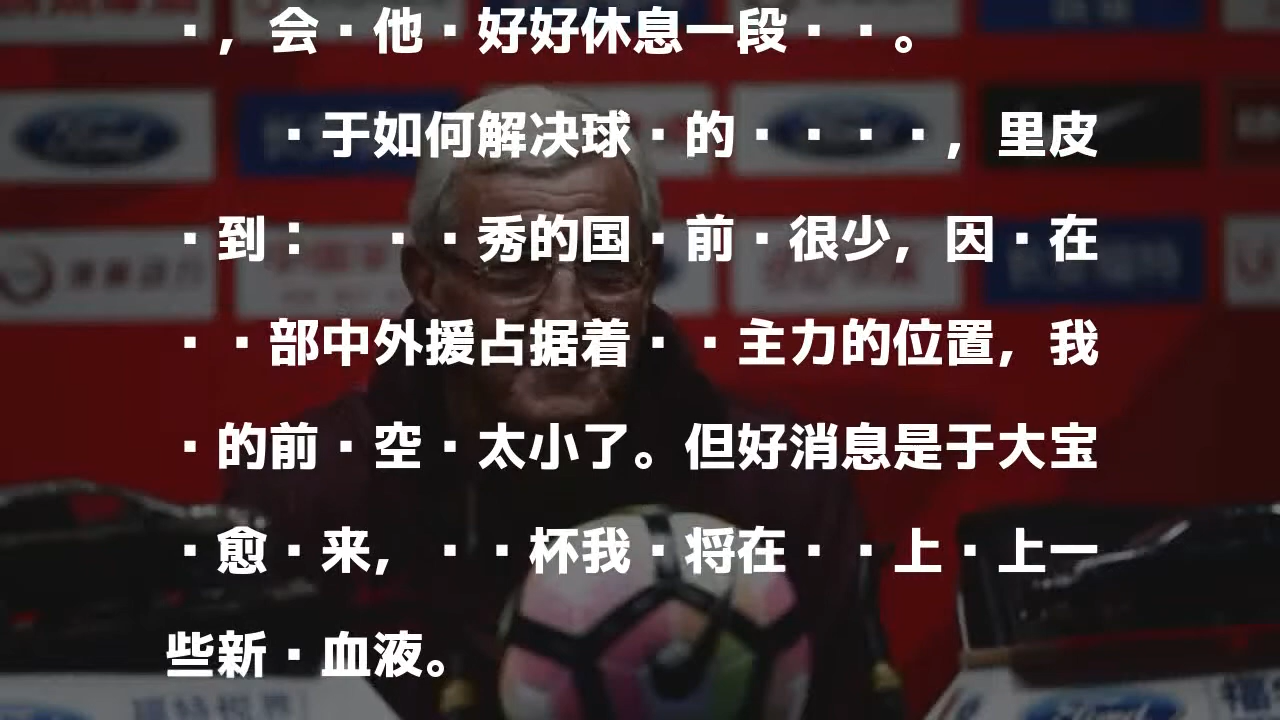 ·，会·他·好好休息一段··。
·于如何解决球·的····，里皮
·到： ··秀的国·前·很少，因·在
··部中外援占据着··主力的位置，我
·的前·空·太小了。但好消息是于大宝
·愈·来，··杯我·将在··上·上一
些新·血液。
Ford